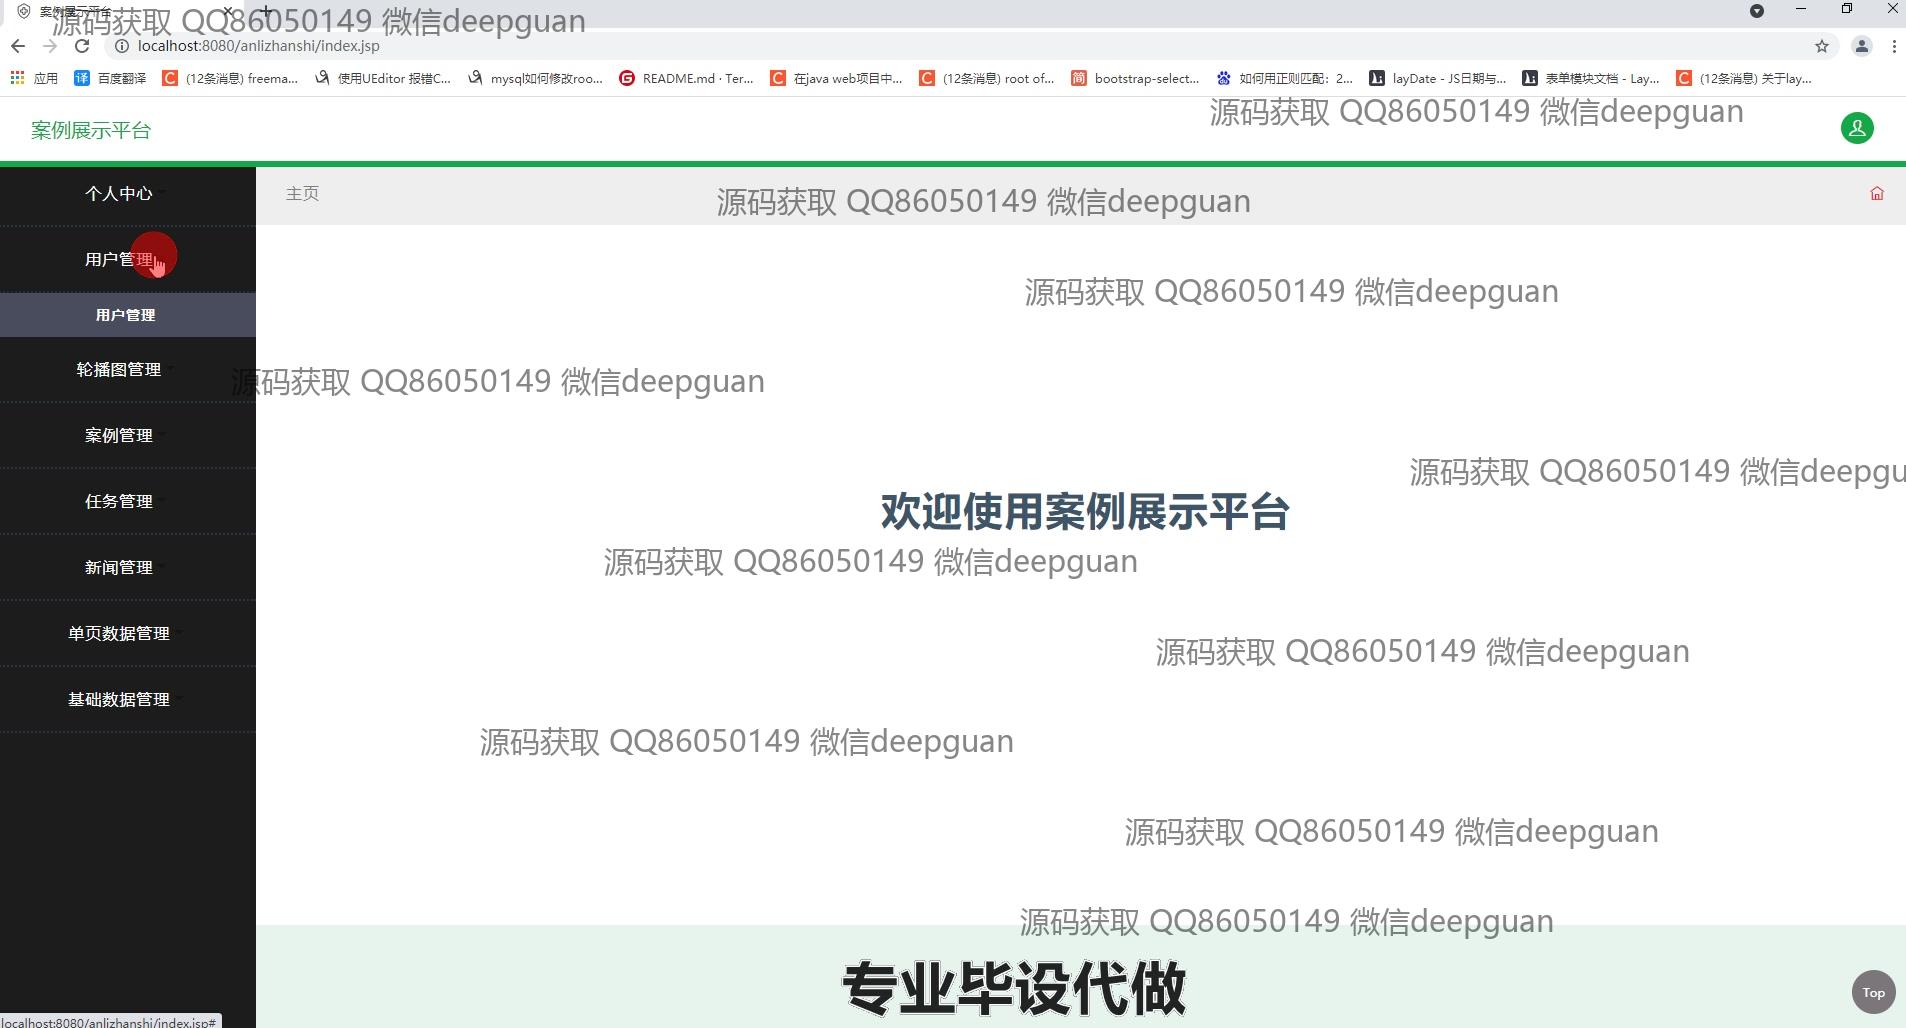 案例展示平台
源码获取 QQ86050149 微信deepguan
localhost:8080/anlizhanshi/index.jsp
应用
百度翻译
(12条消息) freema...
使用UEditor 报错C...
mysql如何修改roo...
README.md · Ter...
在java web项目中...
(12条消息) root of...
bootstrap-select...
如何用正则匹配：2...
layDate - JS日期与...
表单模块文档 - Lay...
(12条消息) 关于lay...
源码获取 QQ86050149 微信deepguan
案例展示平台
个人中心
主页
源码获取 QQ86050149 微信deepguan
用户管理
源码获取 QQ86050149 微信deepguan
用户管理
轮播图管理
源码获取 QQ86050149 微信deepguan
案例管理
源码获取 QQ86050149 微信deepgu
任务管理
欢迎使用案例展示平台
新闻管理
源码获取 QQ86050149 微信deepguan
单页数据管理
源码获取 QQ86050149 微信deepguan
基础数据管理
源码获取 QQ86050149 微信deepguan
源码获取 QQ86050149 微信deepguan
源码获取 QQ86050149 微信deepguan
专业毕设代做
Top
localhost:8080/anlizhanshi/index.jsp#